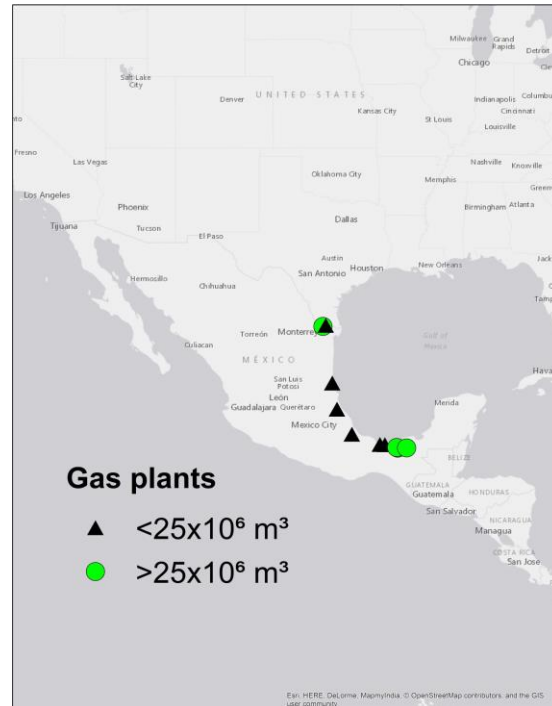 Milwaukee
Grand
Rapids
Detroit
Chicago
Salt Lake
City
UNITED STATES
Denver
Indianapolis
Columbus
Cincinnati
Kansas City
St Louis
Louisville
Fresno
Las Vegas
Nashville
Knoxville
Los Angeles
Oklahoma City
Memphis
Phoenix
Birmingham
Atlanta
Tijuana
Tucson
Dallas
El Paso
Austin
Houston
New Orleans
San Antonio
Hermosillo
Chihuahua
Monterrey
Torreón
Culiacan
Gulf of
Mexico
MÉXICO
San Luis
Potosi
León
Guadalajara
Querétaro
Merida
Mexico City
BELIZE
GUATEMALA
Guatemala
HONDURAS
San Salvador
NICARAGUA
Managua
COSTA RICA
San Jose
Gas plants
<25x10⁶ m³
>25x10⁶ m³
Esri, HERE, DeLorme, MapmyIndia, © OpenStreetMap contributors, and the GIS
user community